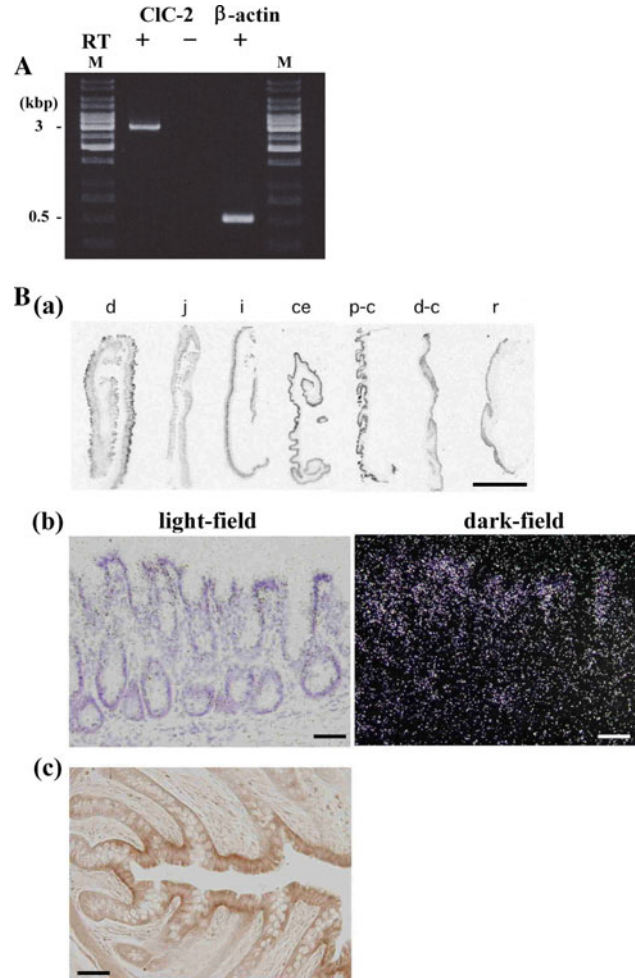 ClC-2 β-actin
RT + − +
A M M
(kbp)
3 -
0.5 -
B (a) d j i ce p-c d-c r
(b) light-field dark-field
(c)